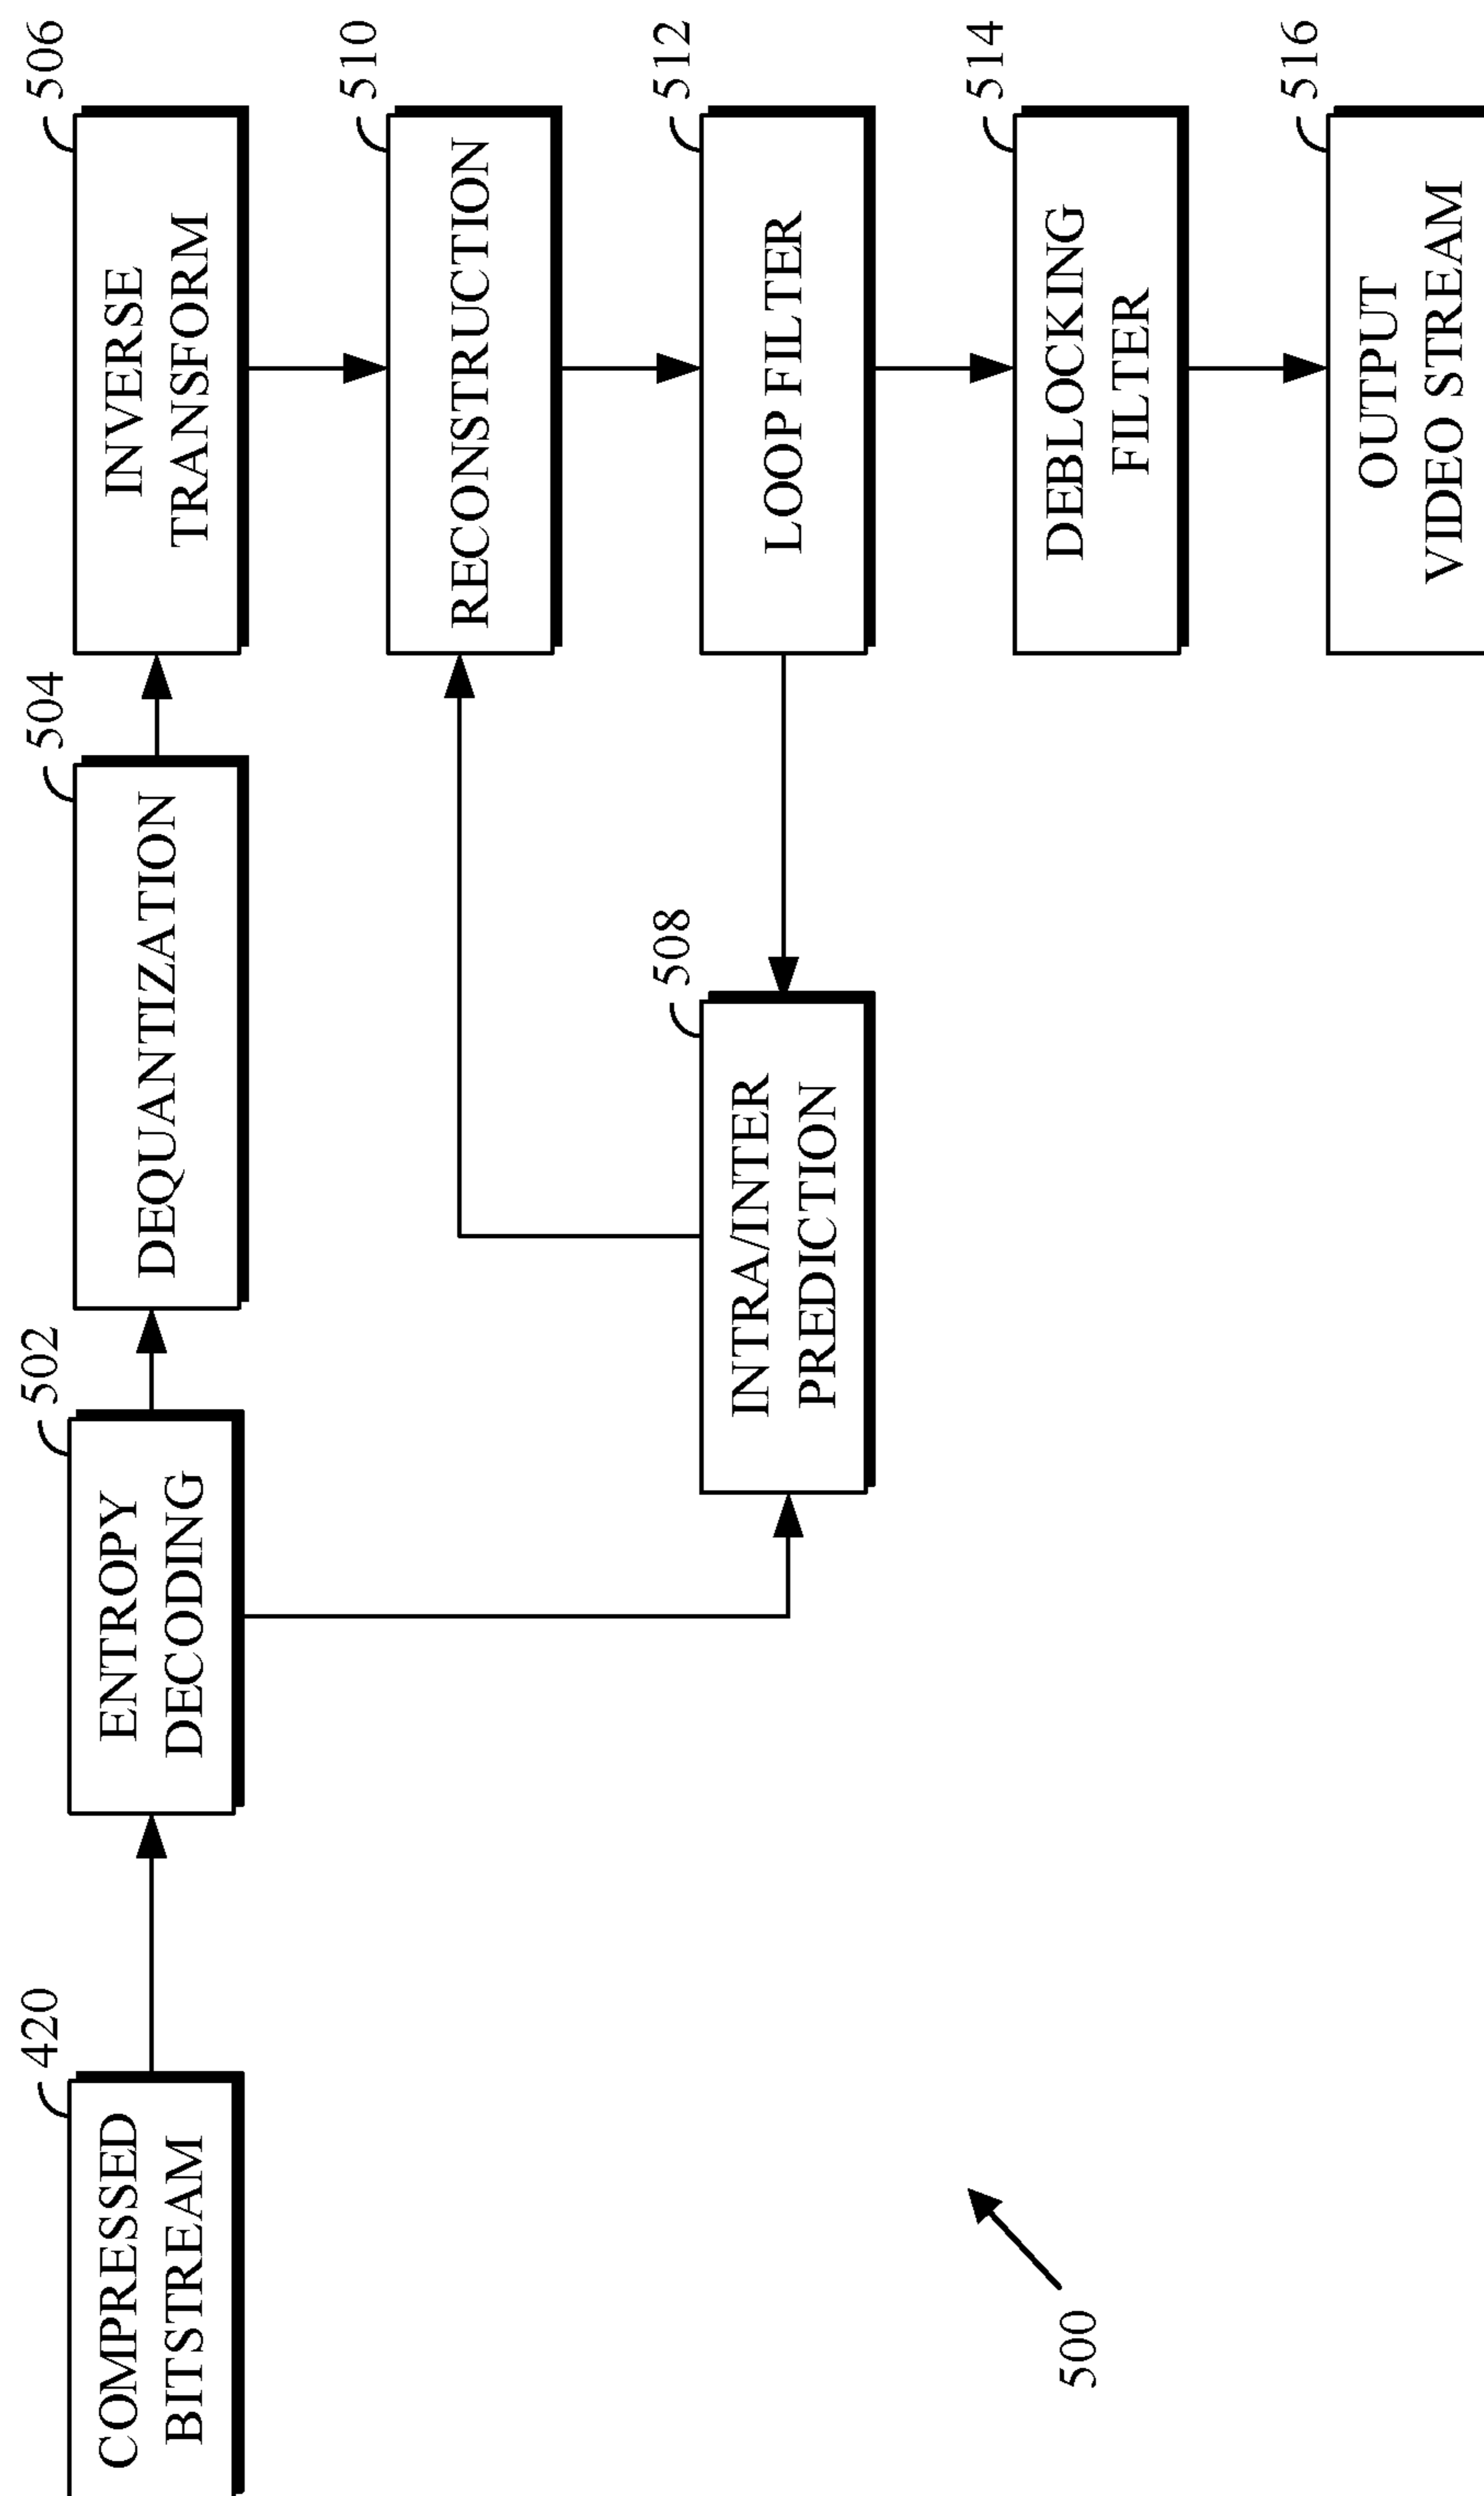 420
COMPRESSED
BITSTREAM
502
ENTROPY
DECODING
504
DEQUANTIZATION
506
INVERSE
TRANSFORM
510
RECONSTRUCTION
508
INTRA/INTER
PREDICTION
512
LOOP FILTER
514
DEBLOCKING
FILTER
516
OUTPUT
VIDEO STREAM
500